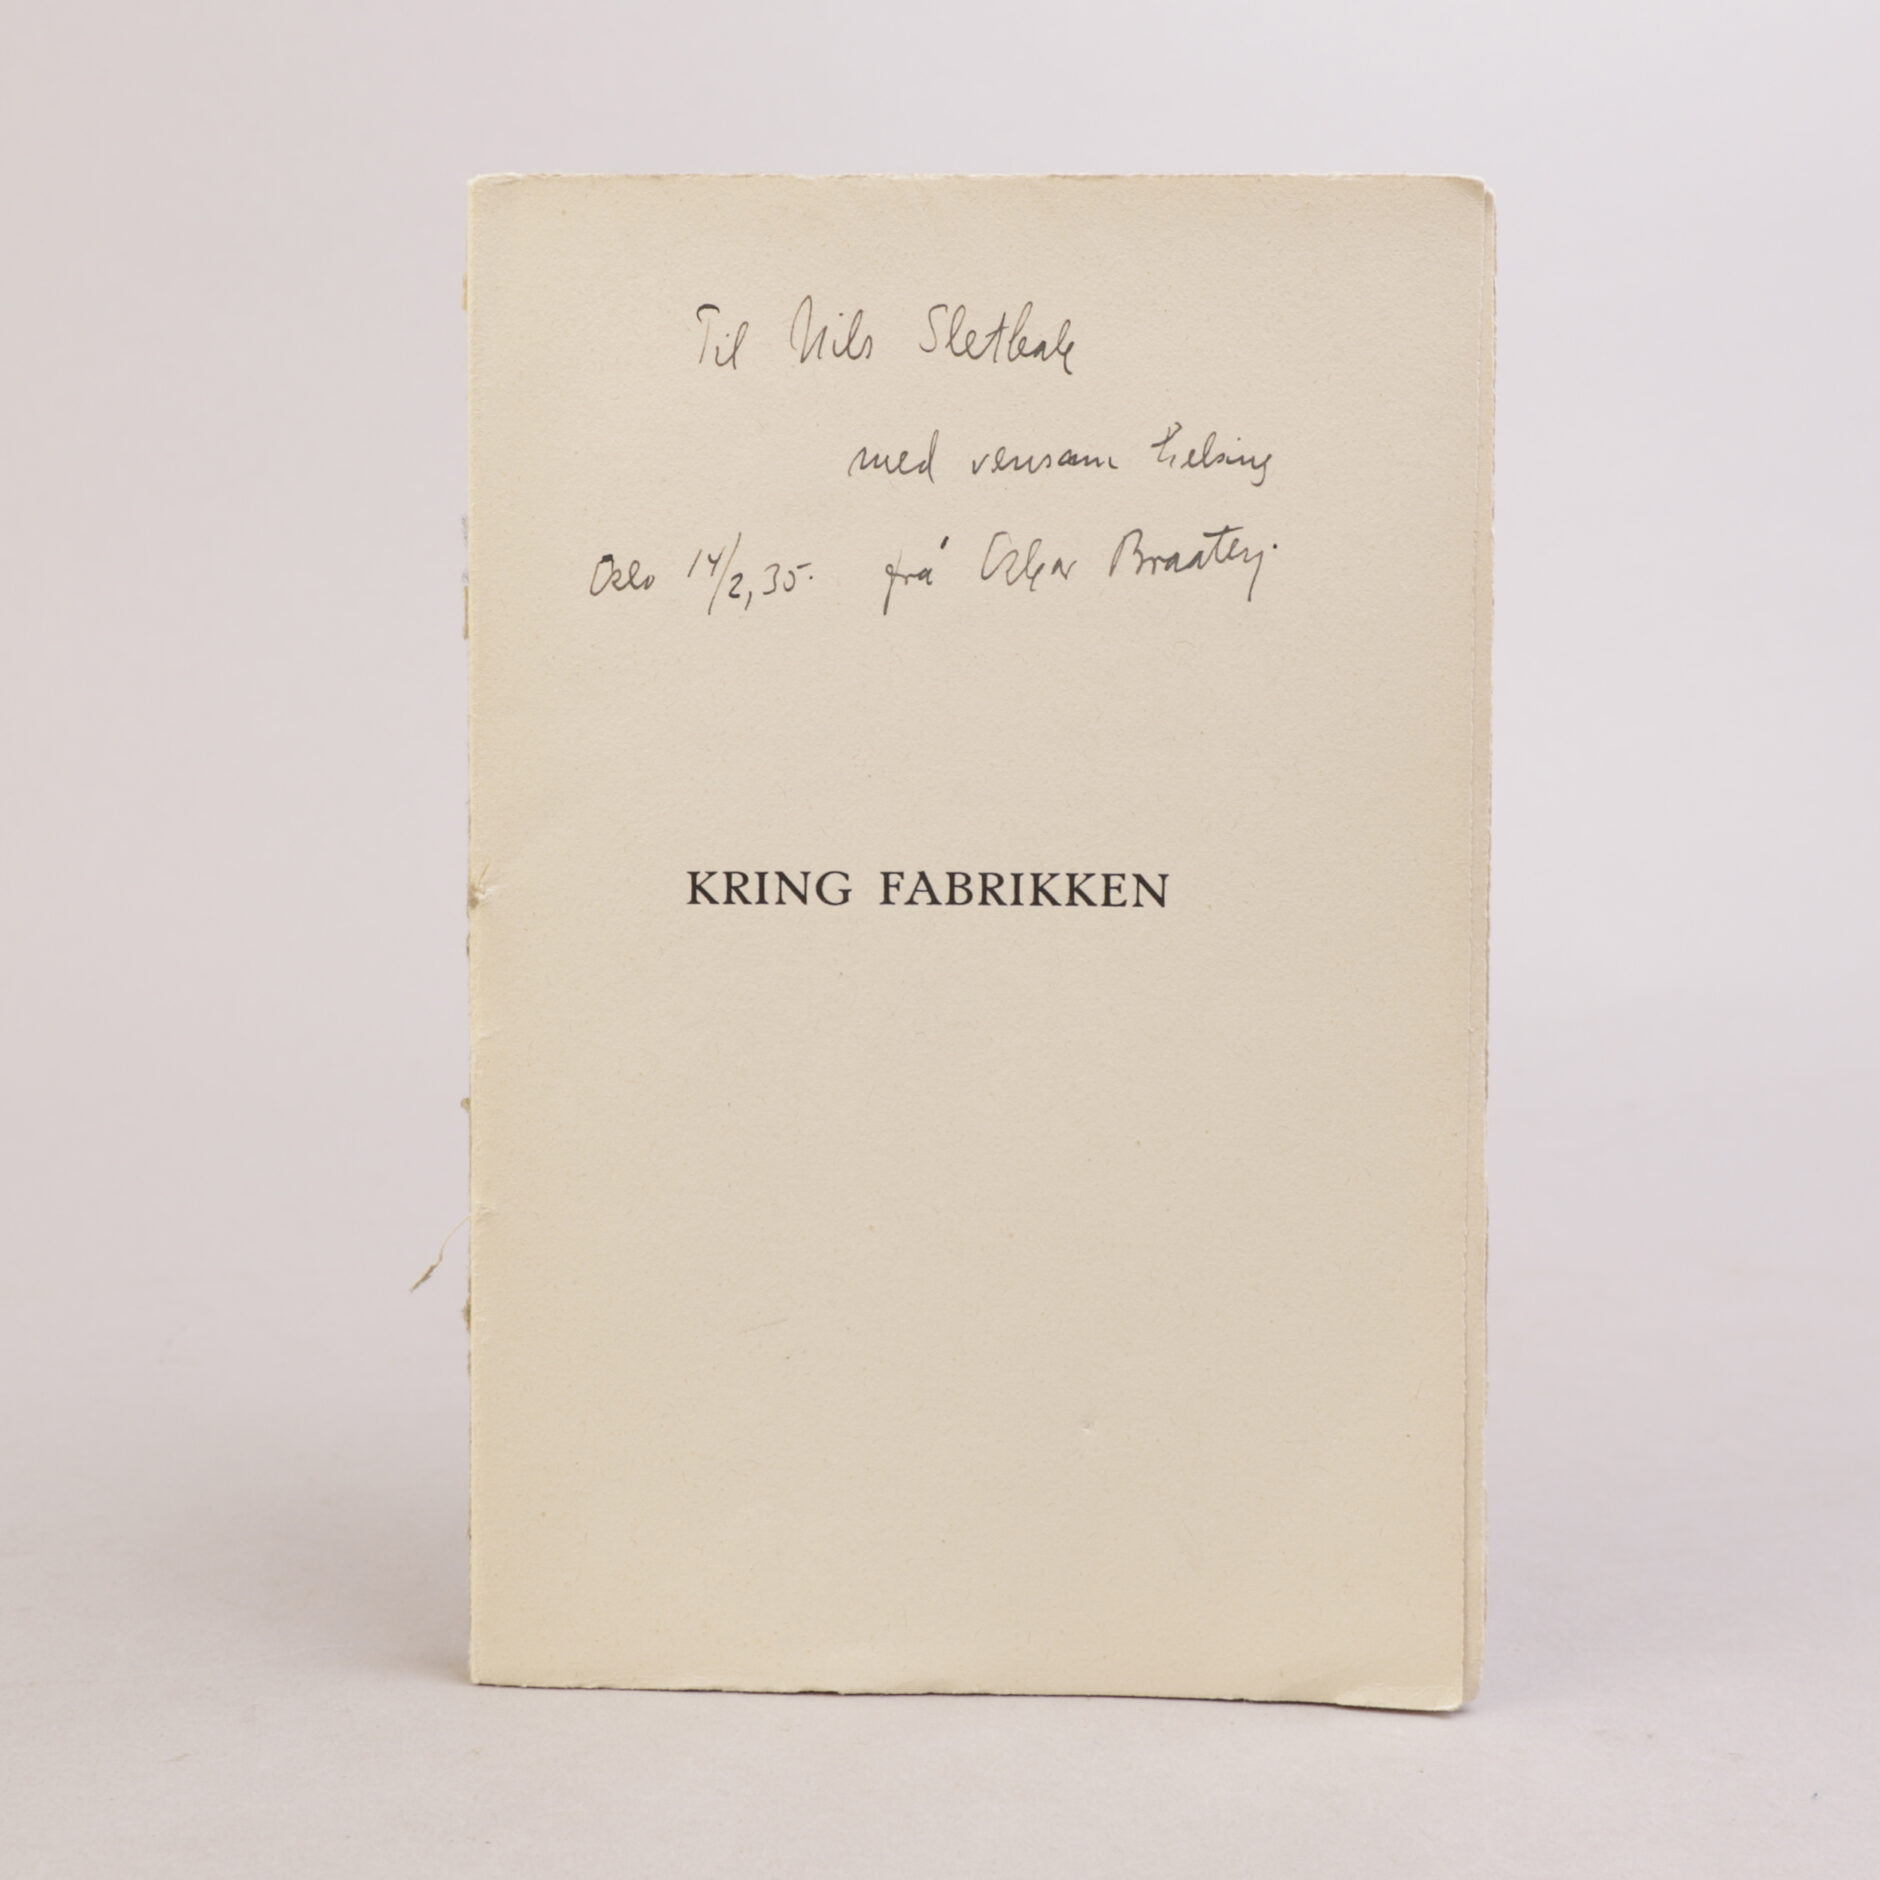 Til Nils Sletbak
med vensam helsing
Oslo 14/2, 35. frå Oskar Braaten.
KRING FABRIKKEN